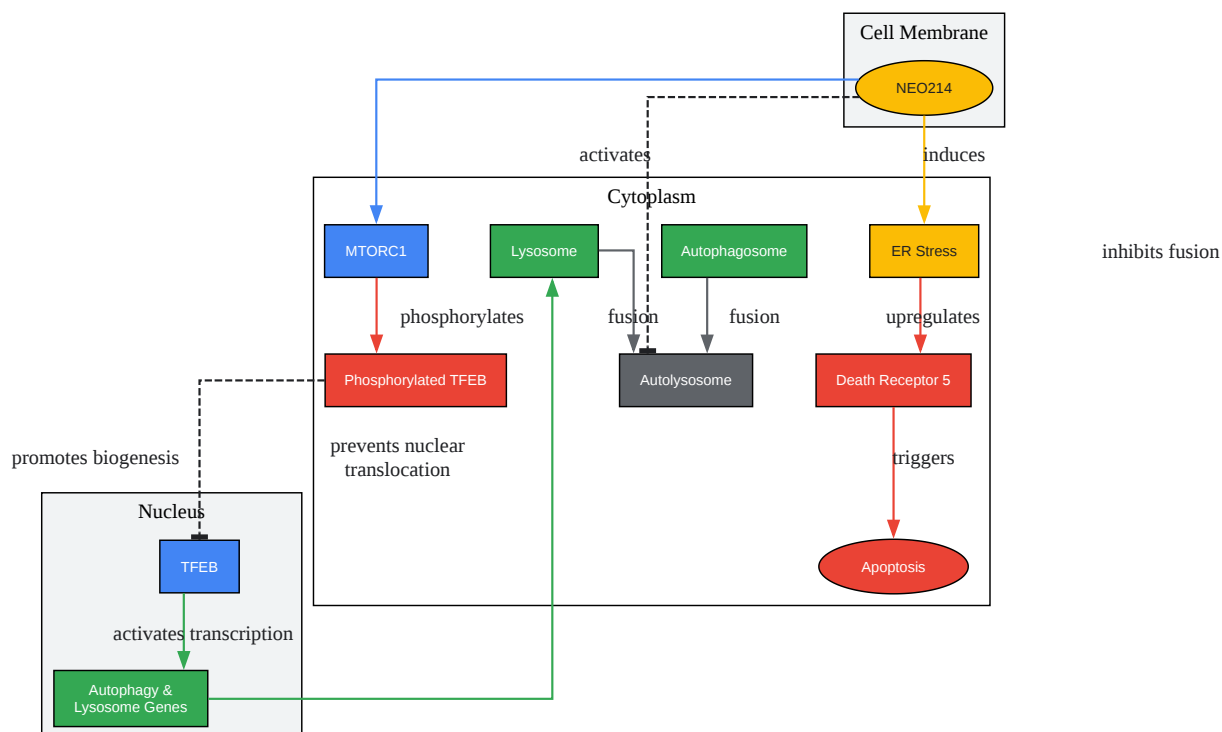 Cell Membrane
NEO214
activates
induces
Cytoplasm
MTORC1
Lysosome
Autophagosome
ER Stress
inhibits fusion
phosphorylates
fusion
fusion
upregulates
Phosphorylated TFEB
Autolysosome
Death Receptor 5
prevents nuclear
translocation
promotes biogenesis
triggers
Nucleus
TFEB
Apoptosis
activates transcription
Autophagy &
Lysosome Genes